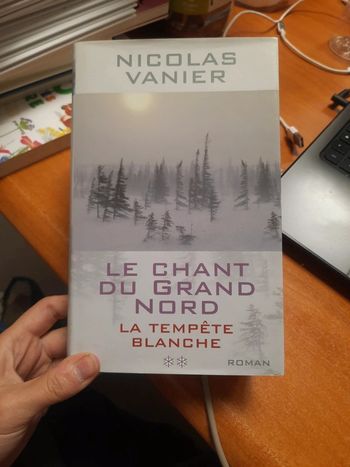 NICOLAS
VANIER
LE CHANT
DU GRAND
NORD
LA TEMPÊTE
BLANCHE
ROMAN